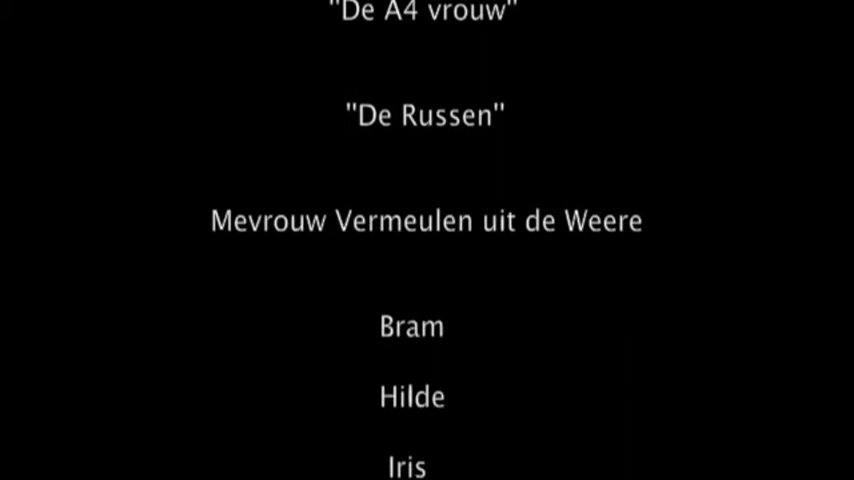 "De A4 vrouw"
"De Russen"
Mevrouw Vermeulen uit de Weere
Bram
Hilde
Iris